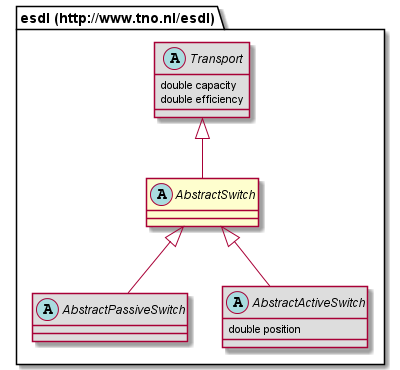 esdl (http://www.tno.nl/esdl)
A Transport
double capacity
double efficiency
A AbstractSwitch
A AbstractPassiveSwitch
A AbstractActiveSwitch
double position